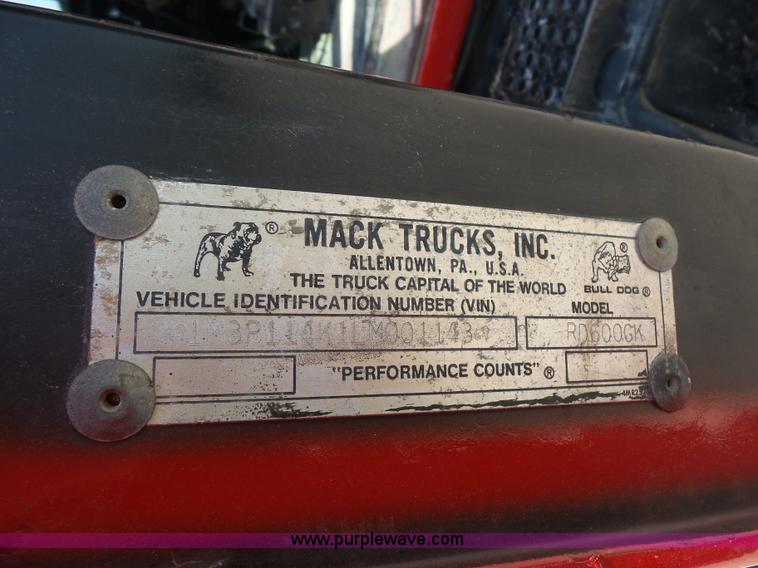 MACK TRUCKS, INC.
ALLENTOWN, PA., U.S.A.
THE TRUCK CAPITAL OF THE WORLD
BULL DOG ®
VEHICLE IDENTIFICATION NUMBER (VIN)
MODEL
RD600GK
"PERFORMANCE COUNTS" ®
www.purplewave.com